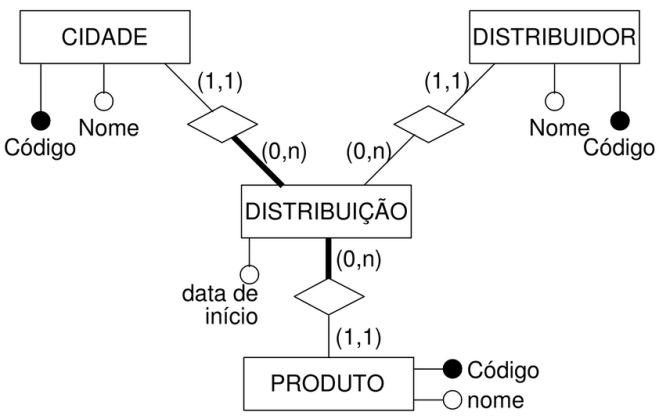 CIDADE
DISTRIBUIDOR
(1,1)
(1,1)
Nome
Código
Nome
Código
(0,n)
(0,n)
DISTRIBUIÇÃO
(0,n)
data de
início
(1,1)
PRODUTO
Código
nome